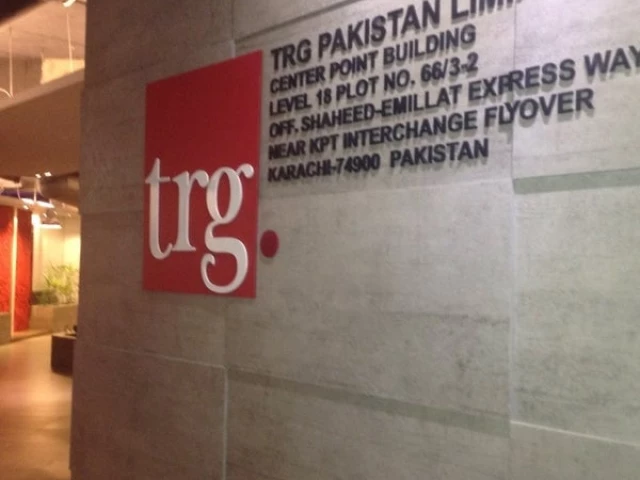 TRG PAKISTAN
CENTER POINT BUILDING
LEVEL 18 PLOT NO. 66/3-2
OFF. SHAHEED-EMILLAT EXPRESS WAY
NEAR KPT INTERCHANGE FLYOVER
KARACHI-74900 PAKISTAN
trg